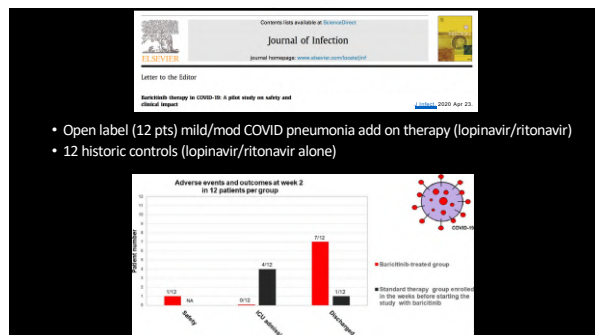 Contents lists available at ScienceDirect
Journal of Infection
ELSEVIER
journal homepage: www.elsevier.com/locate/jinf
Letter to the Editor
Baricitinib therapy in COVID-19: A pilot study on safety and
clinical impact
J Infect. 2020 Apr 23.
• Open label (12 pts) mild/mod COVID pneumonia add on therapy (lopinavir/ritonavir)
• 12 historic controls (lopinavir/ritonavir alone)
Adverse events and outcomes at week 2
in 12 patients per group
COVID-19
Patient number
12
11
10
9
8
7
6
5
4
3
2
1
0
1/12
NA
0/12
4/12
7/12
1/12
Safety
ICU admission
Discharged
Baricitinib-treated group
Standard therapy group enrolled
in the weeks before starting the
study with baricitinib